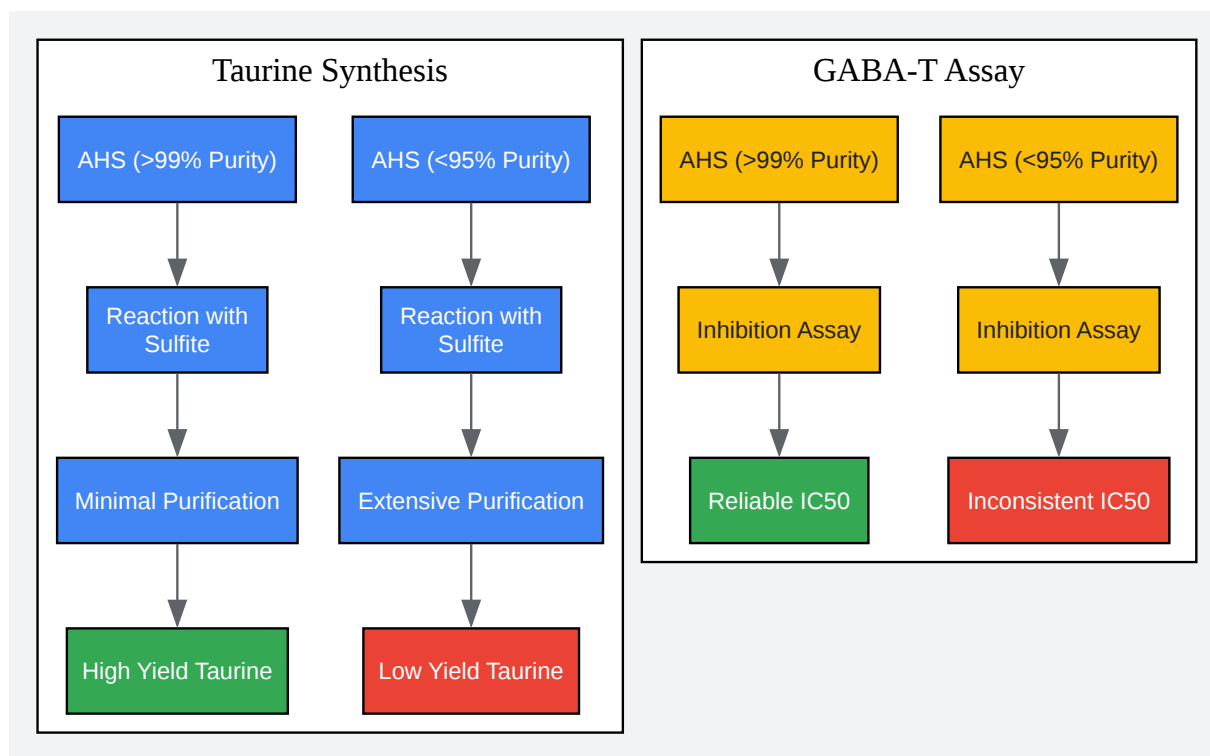 Taurine Synthesis
AHS (>99% Purity)
AHS (<95% Purity)
Reaction with
Sulfite
Reaction with
Sulfite
Minimal Purification
Extensive Purification
High Yield Taurine
Low Yield Taurine
GABA-T Assay
AHS (>99% Purity)
AHS (<95% Purity)
Inhibition Assay
Inhibition Assay
Reliable IC50
Inconsistent IC50